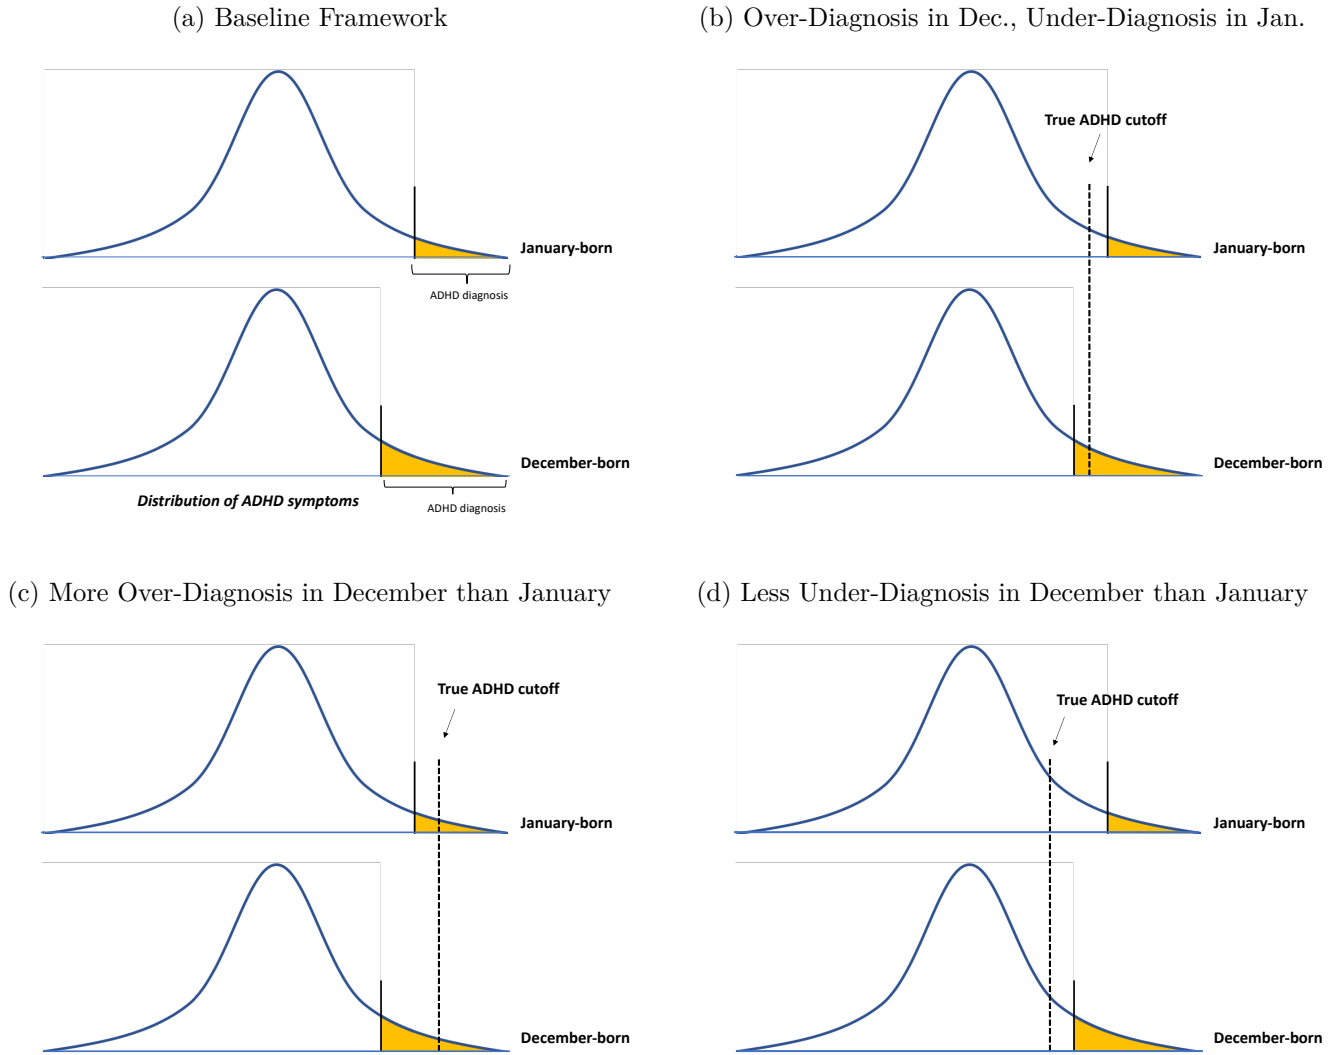 (a) Baseline Framework
January-born
ADHD diagnosis
December-born
Distribution of ADHD symptoms
ADHD diagnosis
(b) Over-Diagnosis in Dec., Under-Diagnosis in Jan.
True ADHD cutoff
January-born
December-born
(c) More Over-Diagnosis in December than January
True ADHD cutoff
January-born
December-born
(d) Less Under-Diagnosis in December than January
True ADHD cutoff
January-born
December-born